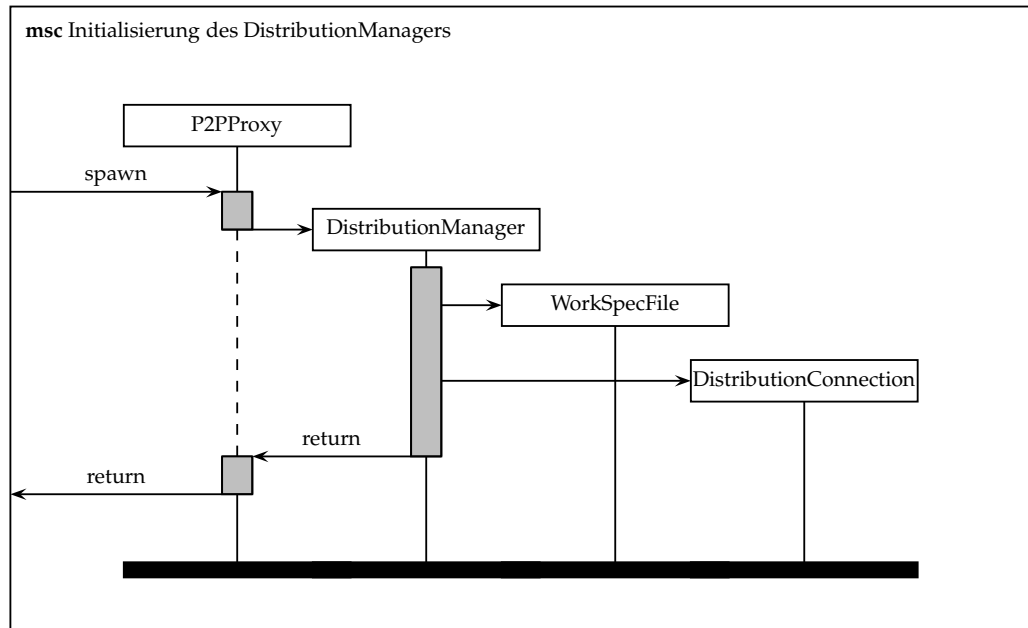 msc Initialisierung des DistributionManagers
P2PProxy
spawn
DistributionManager
WorkSpecFile
DistributionConnection
return
return